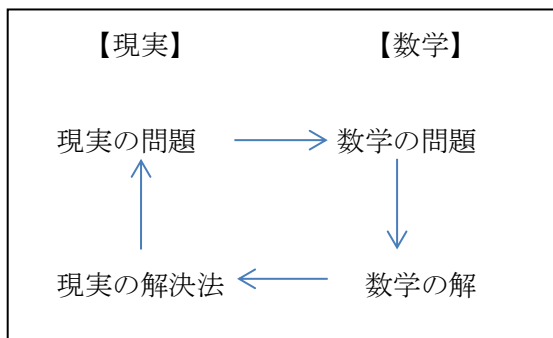 【現実】 【数学】
現実の問題 数学の問題
現実の解決法 数学の解